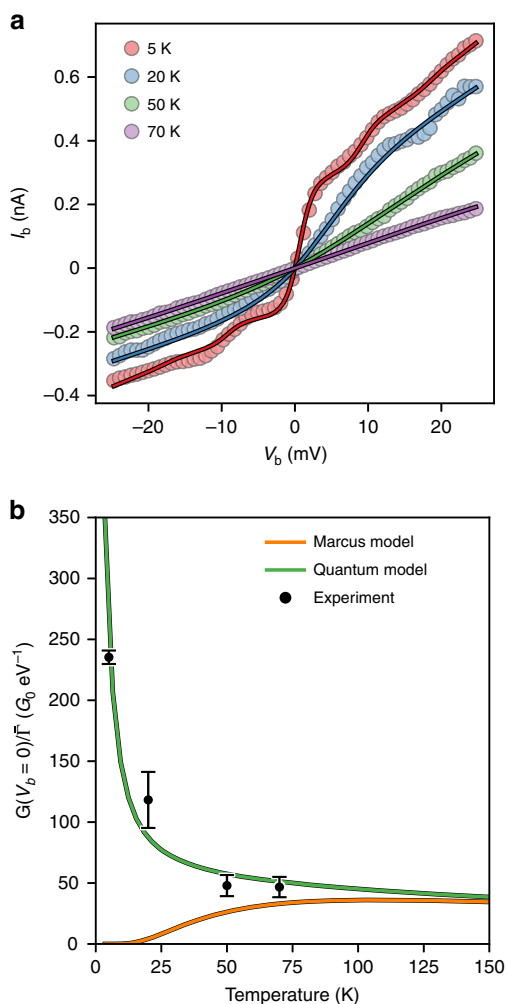 a
5 K
20 K
50 K
70 K
0.6
0.4
0.2
0
−0.2
−0.4
I_b (nA)
−20 −10 0 10 20
V_b (mV)
b
350
300
250
200
150
100
50
0
G(V_b = 0)/Γ̄ (G_0 eV^−1)
Marcus model
Quantum model
Experiment
0 25 50 75 100 125 150
Temperature (K)